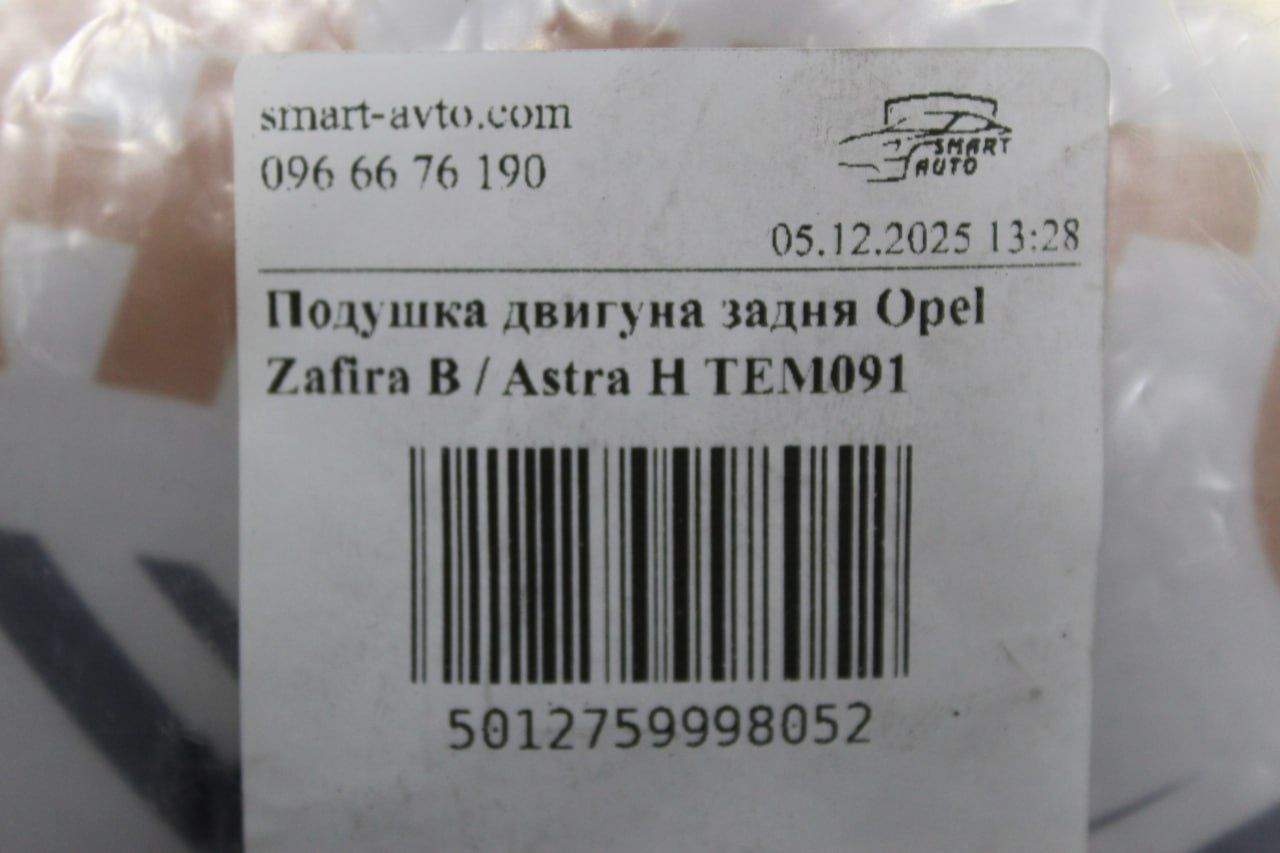 smart-avto.com
096 66 76 190
SMART
AUTO
05.12.2025 13:28
Подушка двигуна задня Opel
Zafira B / Astra H TEM091
5012759998052